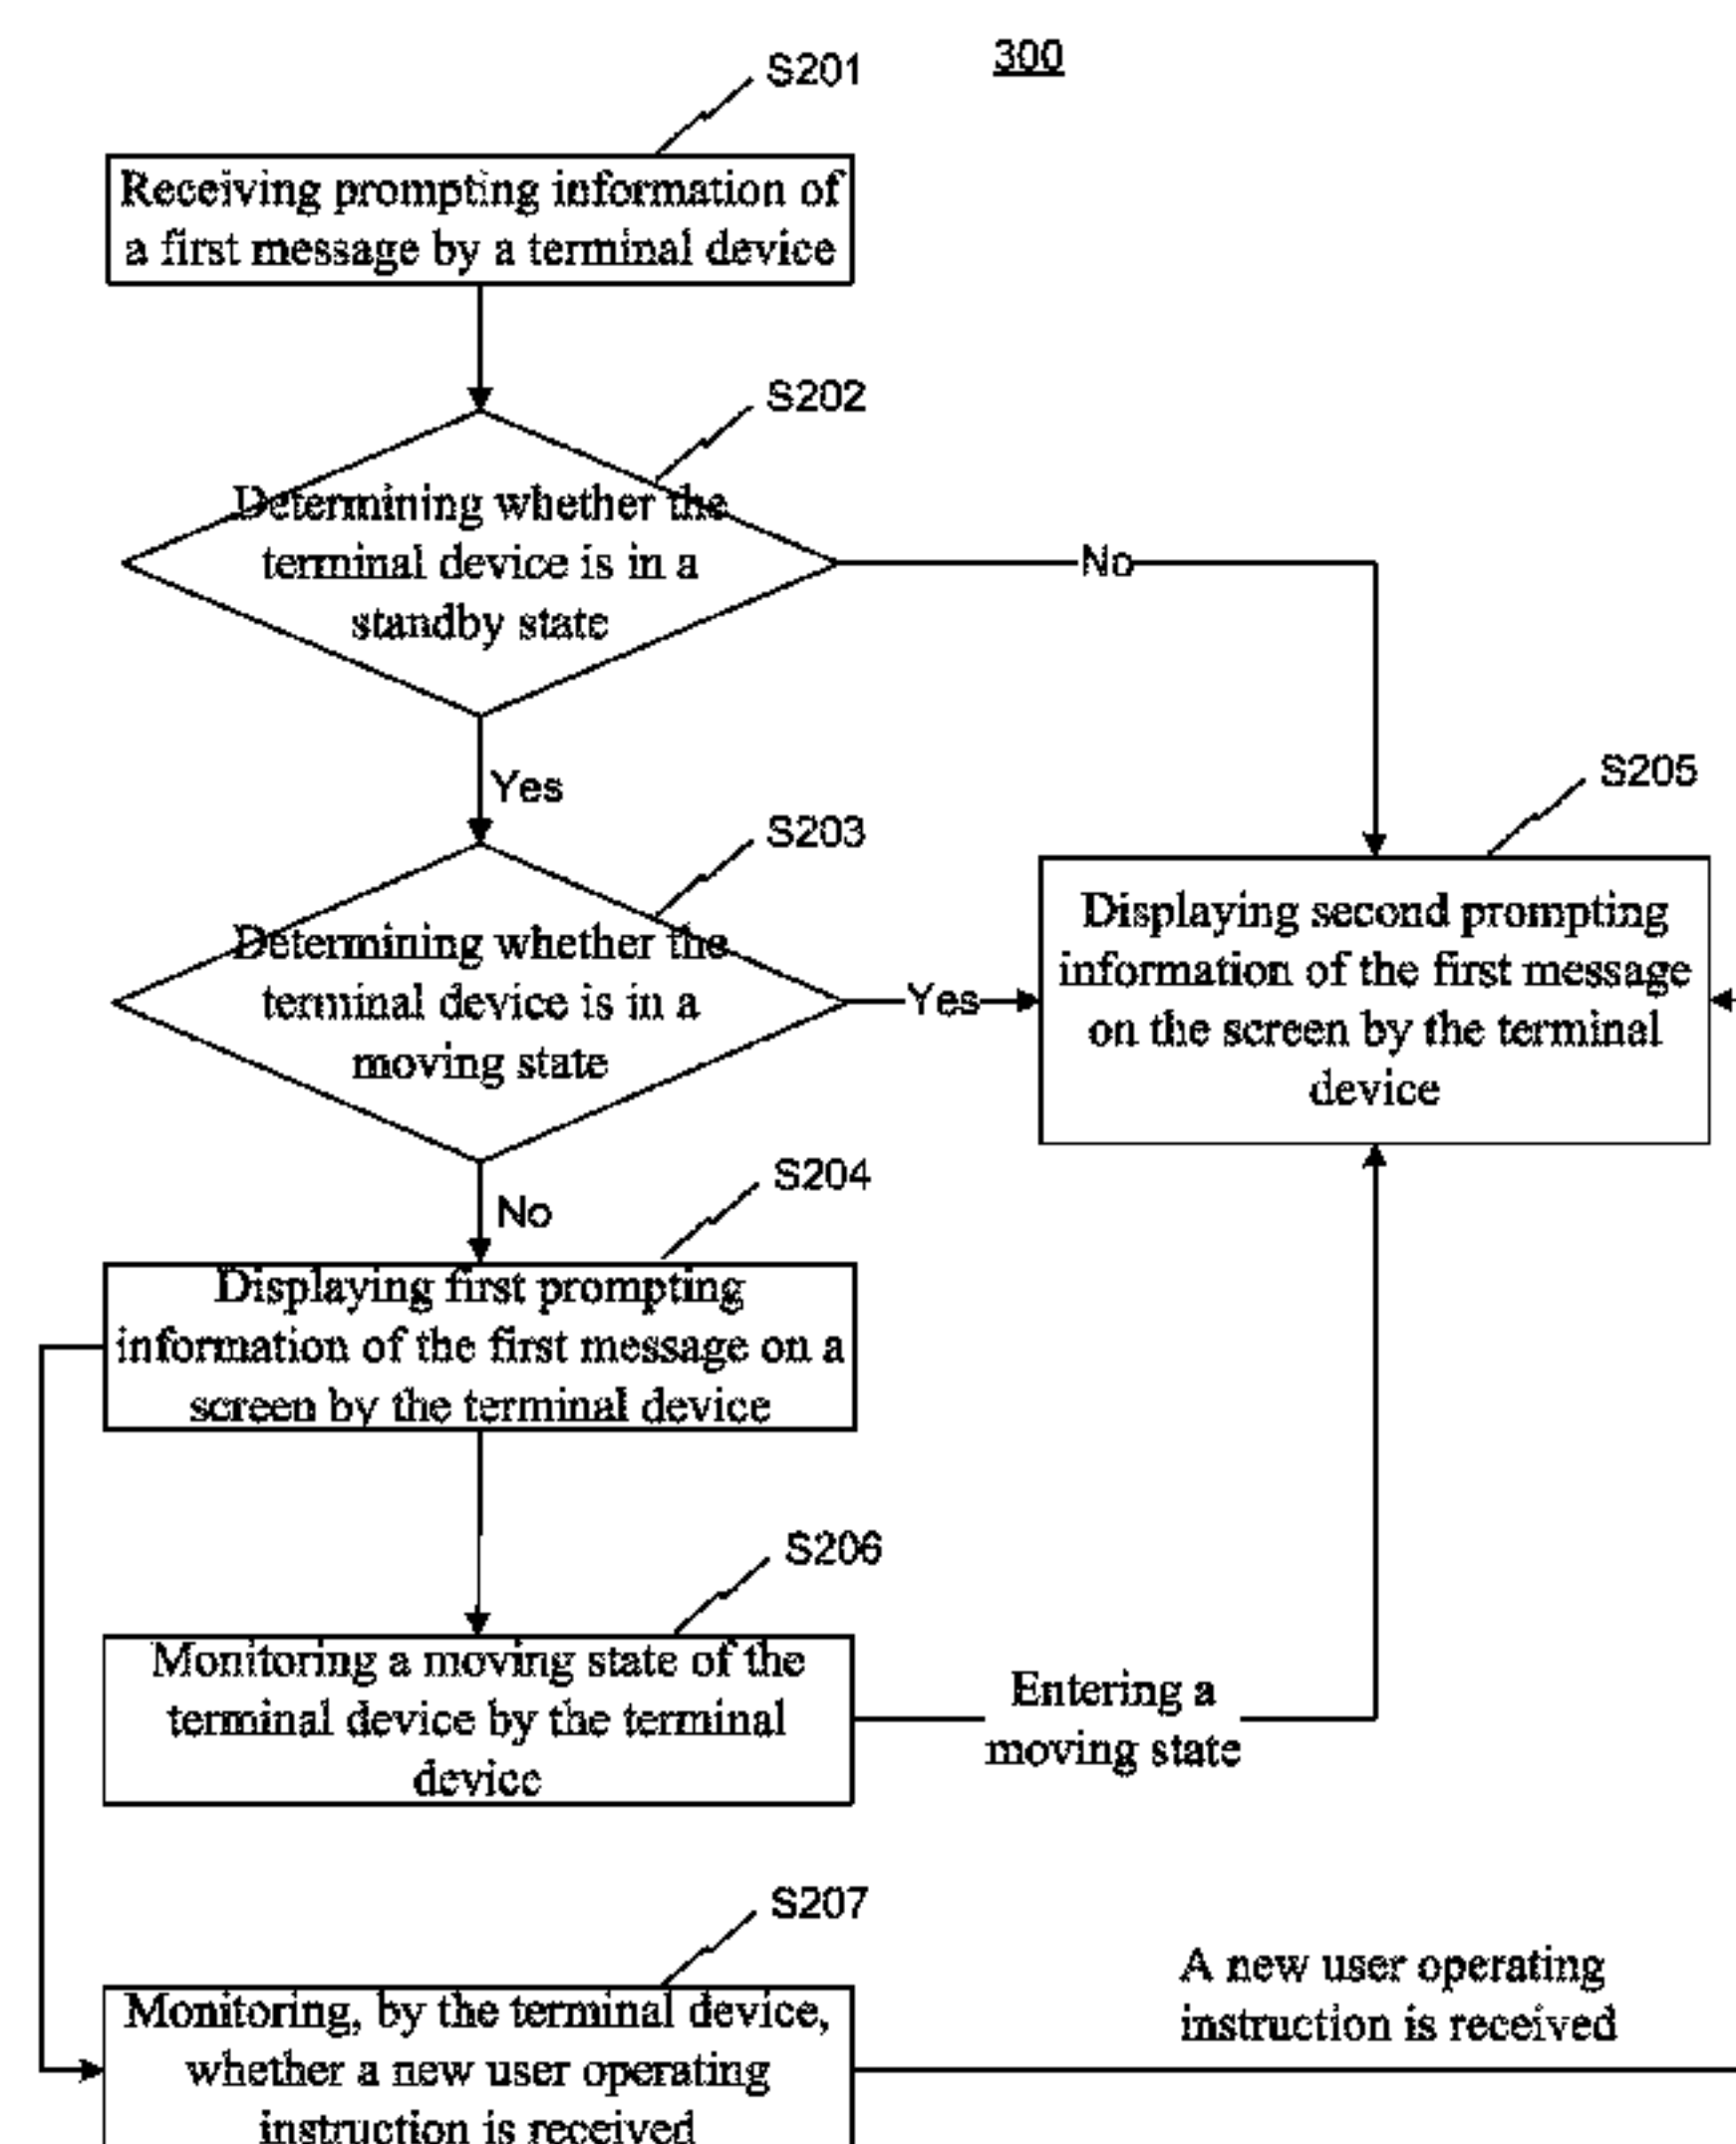 300
S201
Receiving prompting information of
a first message by a terminal device
S202
Determining whether the
terminal device is in a
standby state
No
Yes
S203
Determining whether the
terminal device is in a
moving state
Yes
S205
Displaying second prompting
information of the first message
on the screen by the terminal
device
No
S204
Displaying first prompting
information of the first message on a
screen by the terminal device
S206
Monitoring a moving state of the
terminal device by the terminal
device
Entering a
moving state
S207
Monitoring, by the terminal device,
whether a new user operating
instruction is received
A new user operating
instruction is received